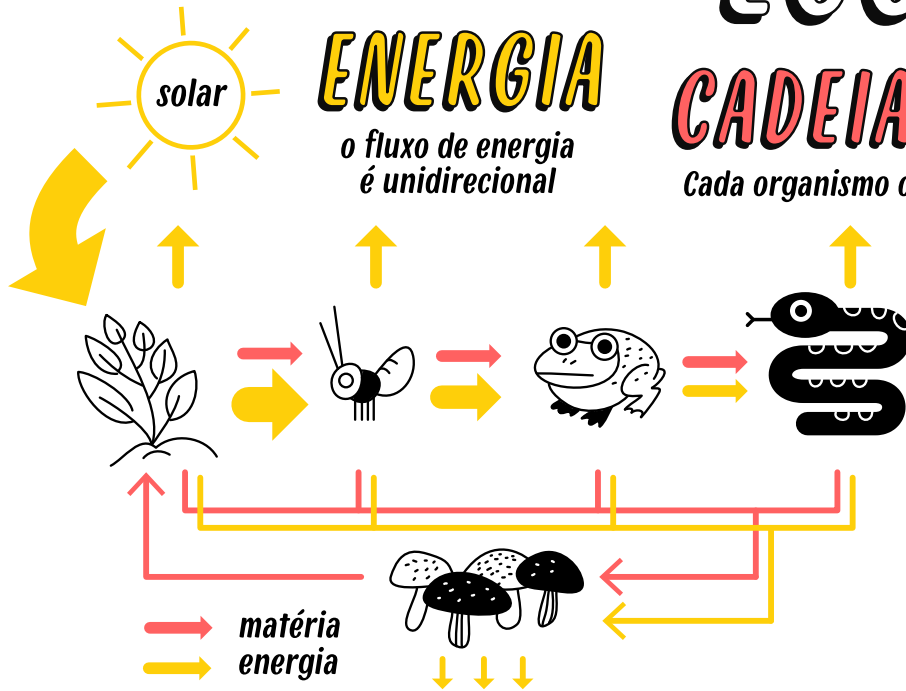 solar
ENERGIA
o fluxo de energia
é unidirecional
CADEIA
Cada organismo
matéria
energia